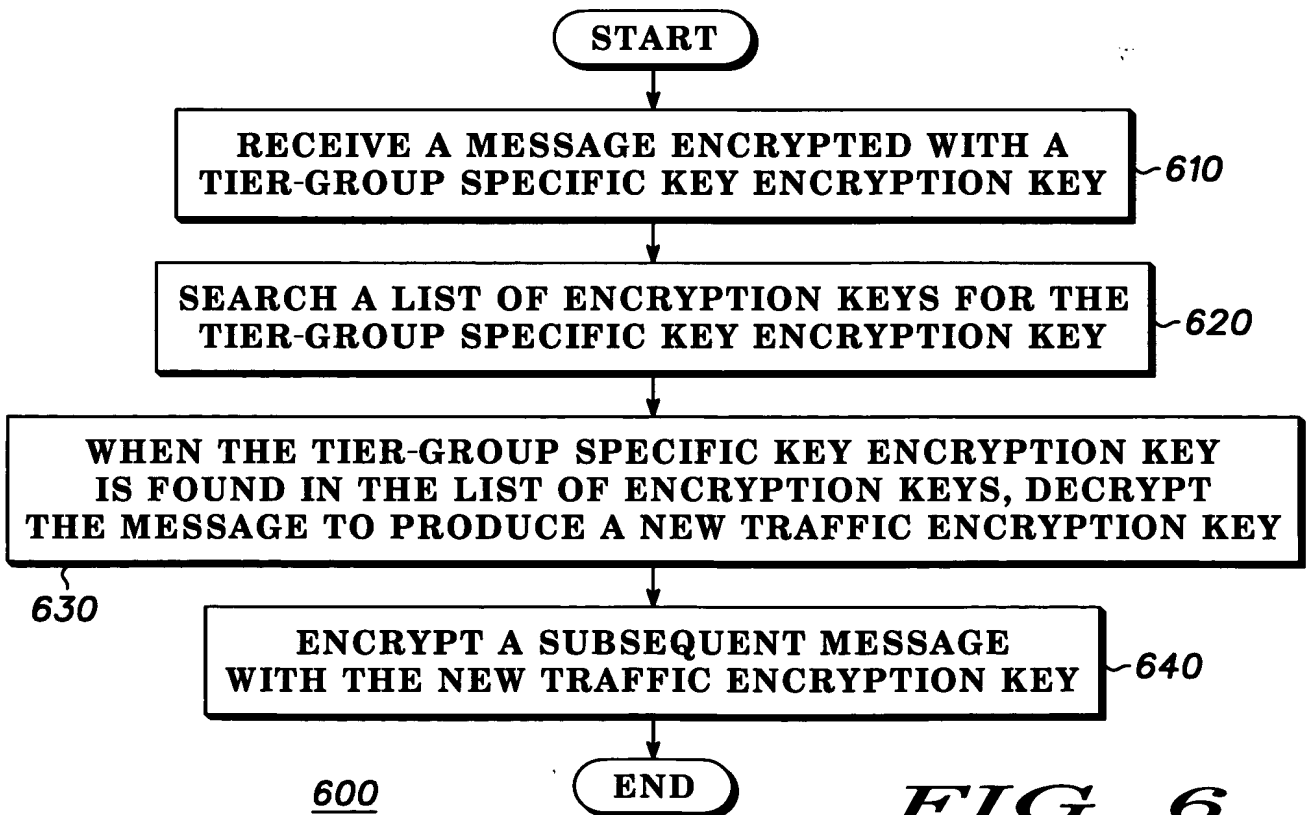 START
RECEIVE A MESSAGE ENCRYPTED WITH A
TIER-GROUP SPECIFIC KEY ENCRYPTION KEY
610
SEARCH A LIST OF ENCRYPTION KEYS FOR THE
TIER-GROUP SPECIFIC KEY ENCRYPTION KEY
620
WHEN THE TIER-GROUP SPECIFIC KEY ENCRYPTION KEY
IS FOUND IN THE LIST OF ENCRYPTION KEYS, DECRYPT
THE MESSAGE TO PRODUCE A NEW TRAFFIC ENCRYPTION KEY
630
ENCRYPT A SUBSEQUENT MESSAGE
WITH THE NEW TRAFFIC ENCRYPTION KEY
640
END
600
FIG. 6